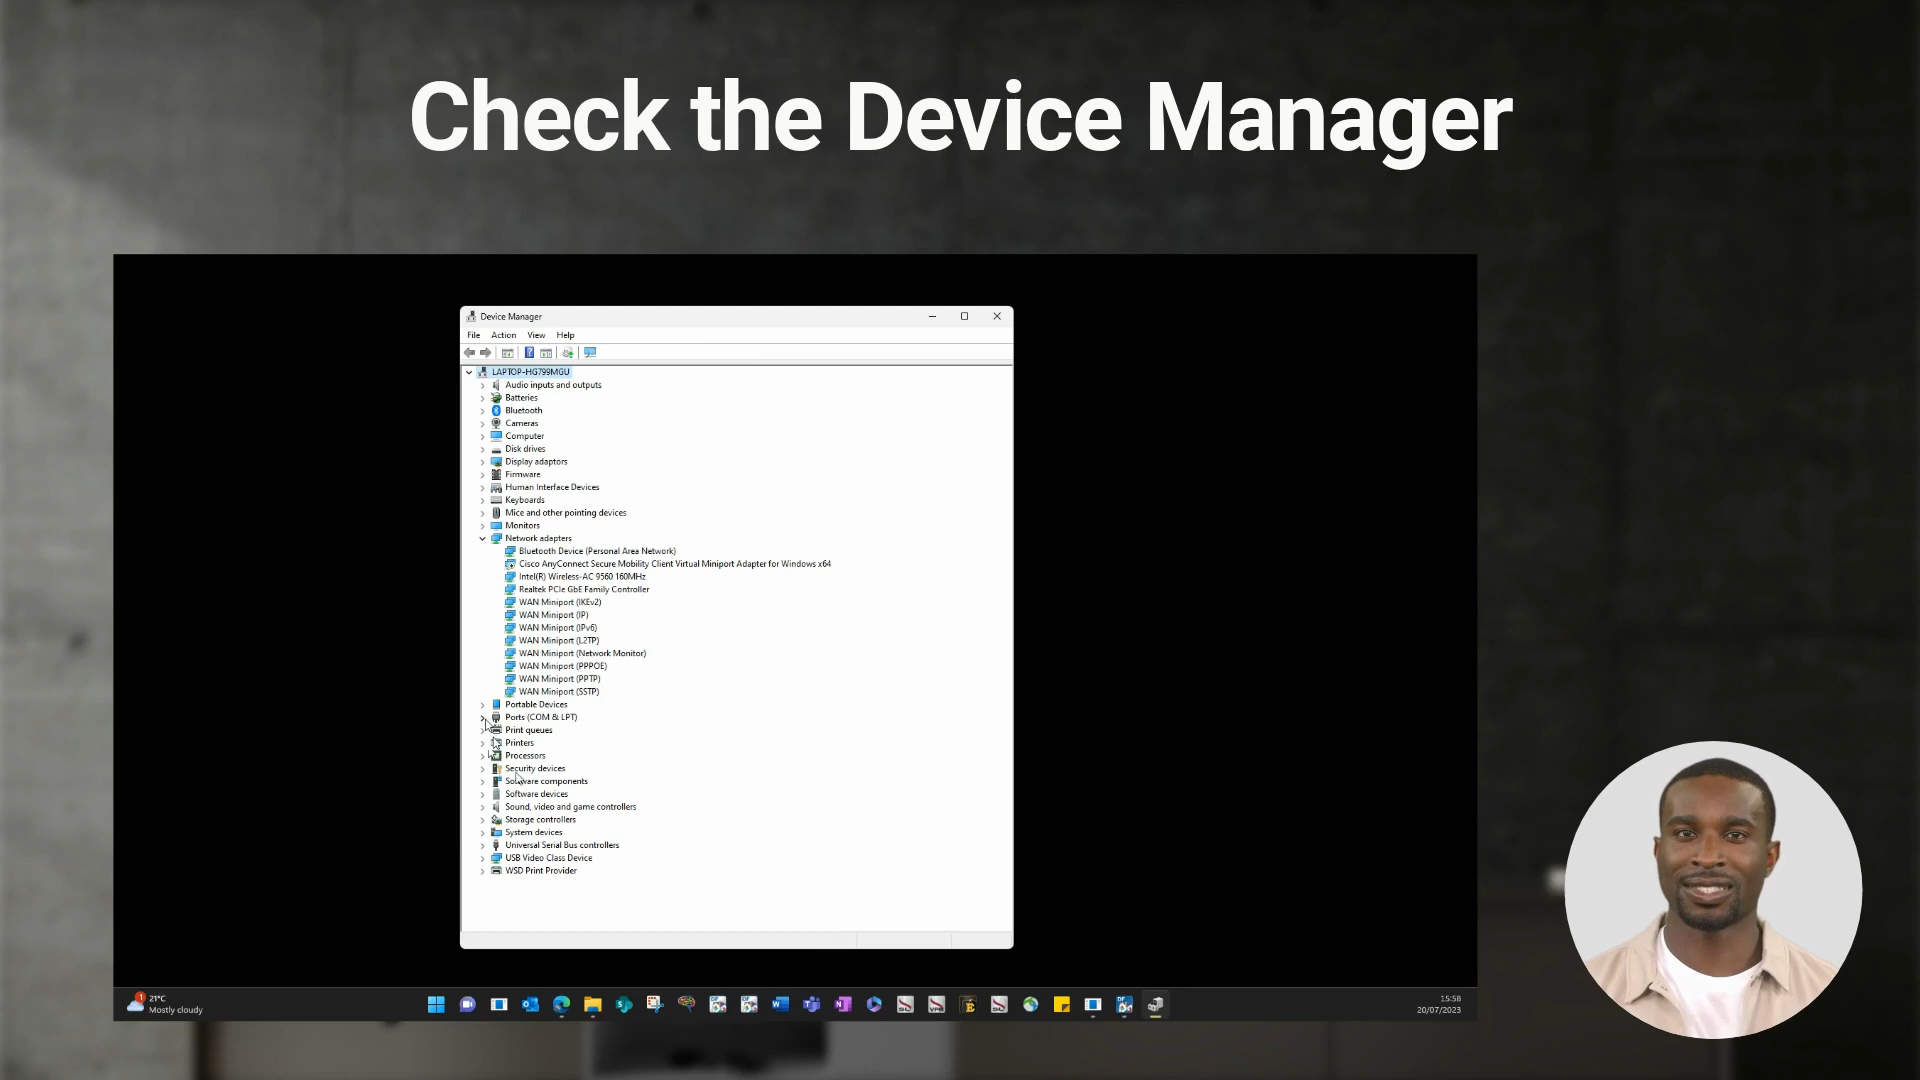 Check the Device Manager
Device Manager
File Action View Help
LAPTOP-HG799MGU
Audio inputs and outputs
Batteries
Bluetooth
Cameras
Computer
Disk drives
Display adaptors
Firmware
Human Interface Devices
Keyboards
Mice and other pointing devices
Monitors
Network adapters
Bluetooth Device (Personal Area Network)
Cisco AnyConnect Secure Mobility Client Virtual Miniport Adapter for Windows x64
Intel(R) Wireless-AC 9560 160MHz
Realtek PCIe GbE Family Controller
WAN Miniport (IKEv2)
WAN Miniport (IP)
WAN Miniport (IPv6)
WAN Miniport (L2TP)
WAN Miniport (Network Monitor)
WAN Miniport (PPPOE)
WAN Miniport (PPTP)
WAN Miniport (SSTP)
Portable Devices
Ports (COM & LPT)
Print queues
Printers
Processors
Security devices
Software components
Software devices
Sound, video and game controllers
Storage controllers
System devices
Universal Serial Bus controllers
USB Video Class Device
WSD Print Provider
1
21°C
Mostly cloudy
15:58
20/07/2023